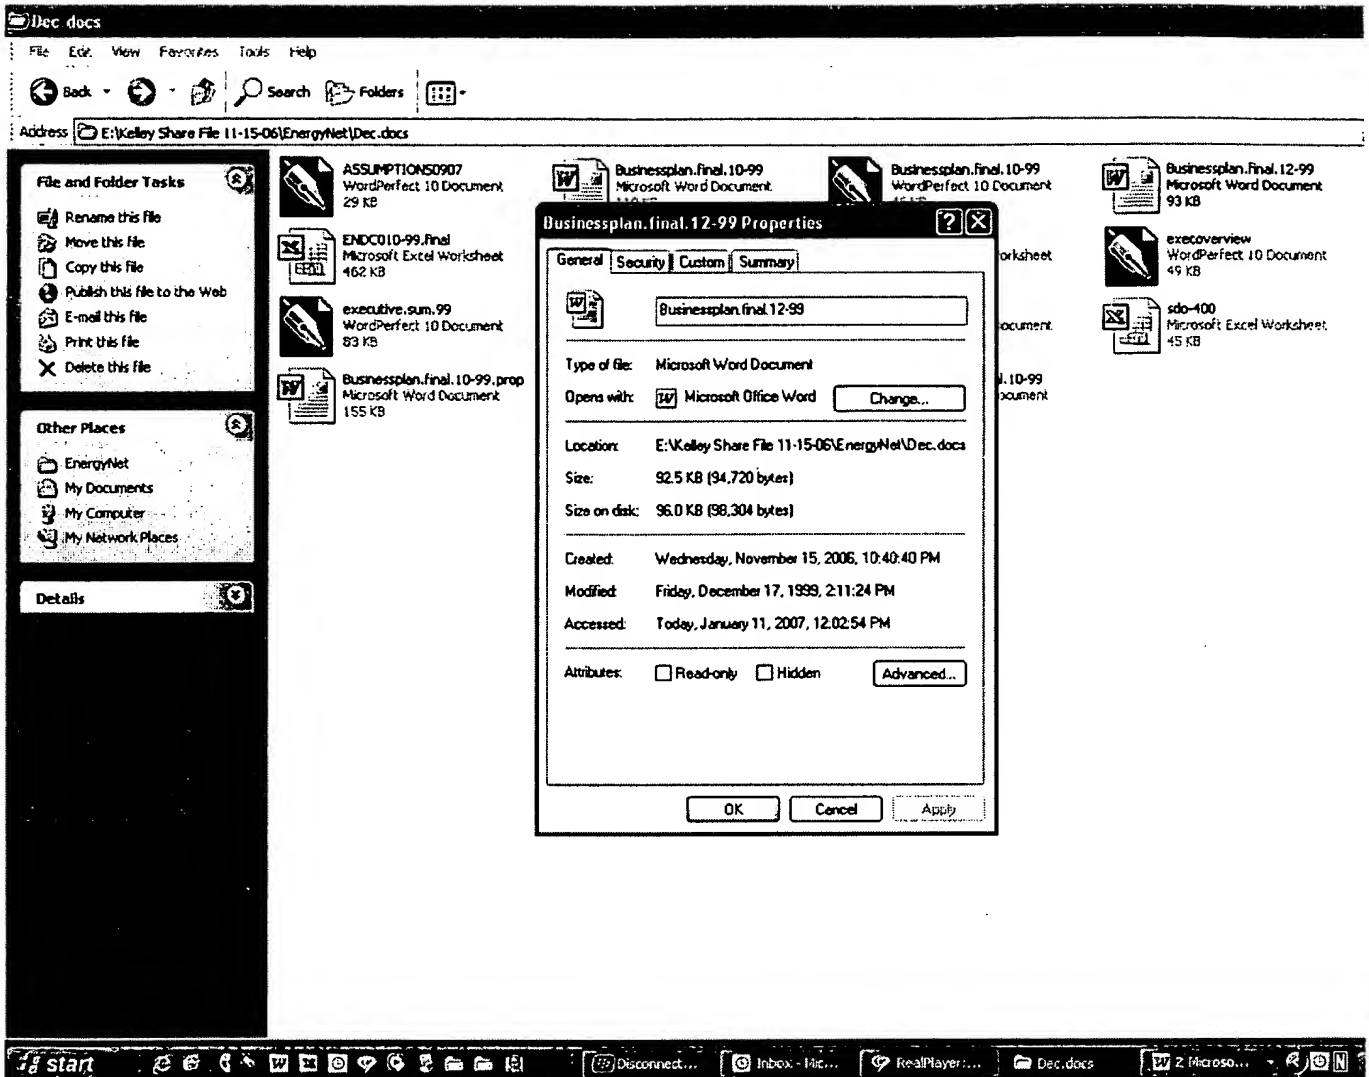 Dec docs
File Edit View Favorites Tools Help
Back Search Folders
Address E:\Kelley Share File 11-15-06\EnergyNet\Dec.docs
File and Folder Tasks
Rename this file
Move this file
Copy this file
Publish this file to the Web
E-mail this file
Print this file
Delete this file
Other Places
EnergyNet
My Documents
My Computer
My Network Places
Details
ASSUMPTIONS0907
WordPerfect 10 Document
29 KB
Businessplan.final.10-99
Microsoft Word Document
Businessplan.final.10-99
WordPerfect 10 Document
Businessplan.final.12-99
Microsoft Word Document
93 KB
ENDC010-99.final
Microsoft Excel Worksheet
462 KB
orksheet
execoverview
WordPerfect 10 Document
49 KB
executive.sum.99
WordPerfect 10 Document
83 KB
ocument
sdo-400
Microsoft Excel Worksheet
45 KB
Businessplan.final.10-99.prop
Microsoft Word Document
155 KB
l.10-99
ocument
Businessplan.final.12-99 Properties
General Security Custom Summary
Businessplan.final.12-99
Type of file: Microsoft Word Document
Opens with: Microsoft Office Word Change...
Location: E:\Kelley Share File 11-15-06\EnergyNet\Dec.docs
Size: 92.5 KB (94,720 bytes)
Size on disk: 96.0 KB (98,304 bytes)
Created: Wednesday, November 15, 2006, 10:40:40 PM
Modified: Friday, December 17, 1999, 2:11:24 PM
Accessed: Today, January 11, 2007, 12:02:54 PM
Attributes: Read-only Hidden Advanced...
OK Cancel Apply
start Disconnect... Inbox - Mic... RealPlayer:... Dec.docs 2 Microso...